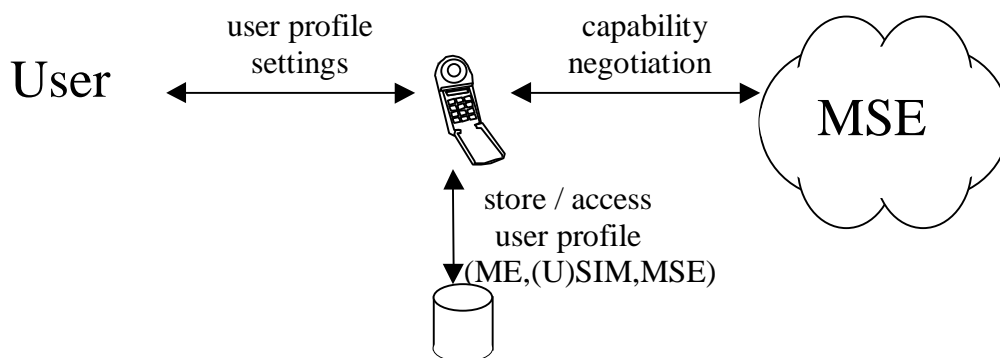 user profile
settings
capability
negotiation
User
MSE
store / access
user profile
(ME,(U)SIM,MSE)